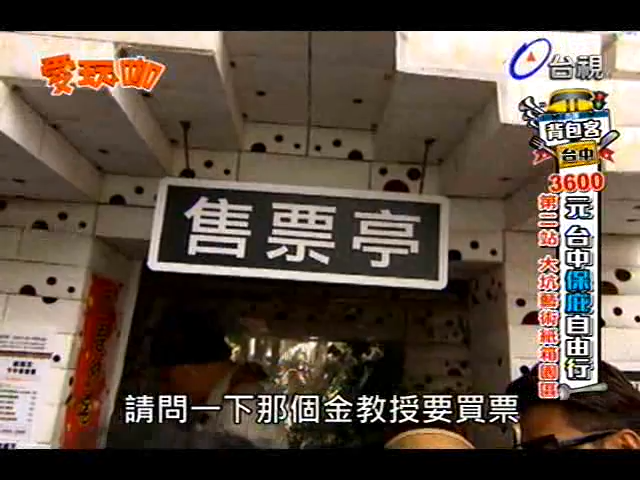 愛玩咖
台視
背包客
台中
3600元 台中保庇自由行
第二站 大坑藝術紙箱園區
售票亭
請問一下那個金教授要買票